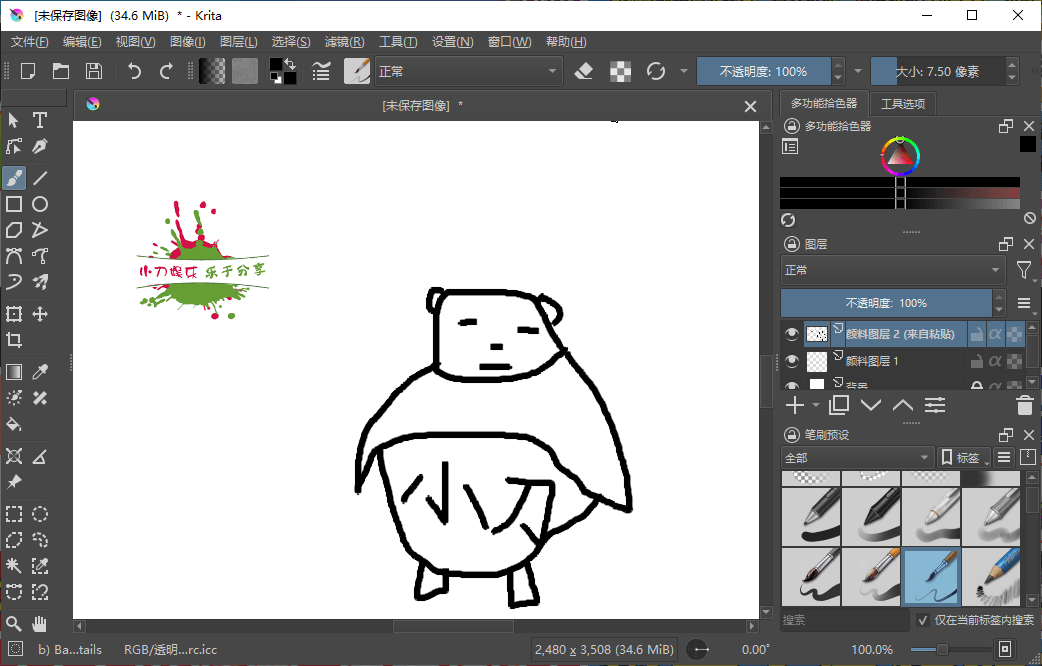 [未保存图像] (34.6 MiB) * - Krita
文件(F) 编辑(E) 视图(V) 图像(I) 图层(L) 选择(S) 滤镜(R) 工具(T) 设置(N) 窗口(W) 帮助(H)
正常 不透明度: 100% 大小: 7.50 像素
[未保存图像] *
多功能拾色器 工具选项
多功能拾色器
图层
正常
不透明度: 100%
颜料图层 2 (来自粘贴)
颜料图层 1
背景
笔刷预设
全部 标签
搜索 仅在当前标签内搜索
小刀娱乐 乐于分享
小刀
b) Ba...tails RGB/透明...rc.icc 2,480 x 3,508 (34.6 MiB) 0.00° 100.0%